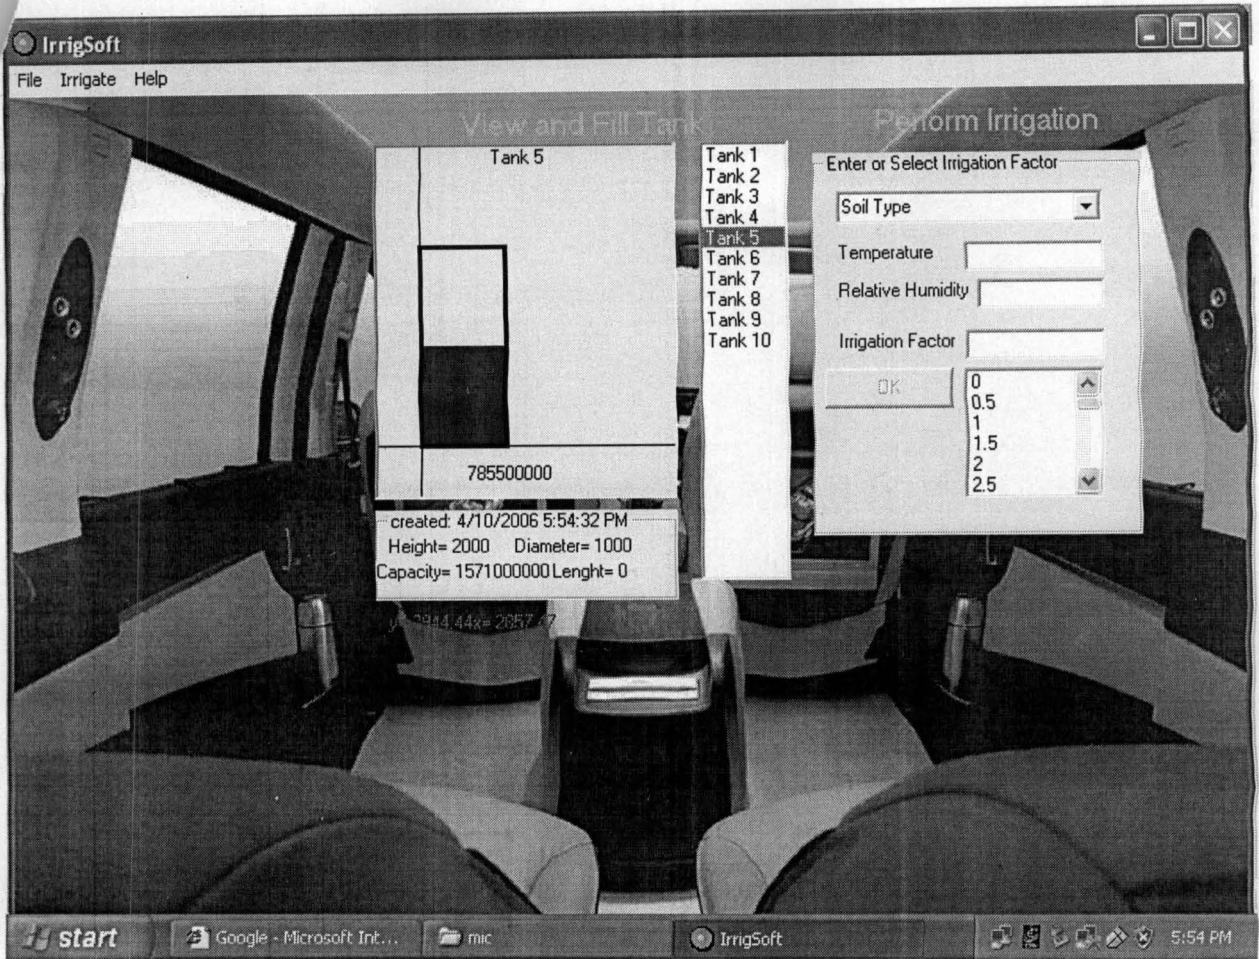 IrrigSoft
File Irrigate Help
View and Fill Tank
Tank 5
785500000
created: 4/10/2006 5:54:32 PM
Height= 2000 Diameter= 1000
Capacity= 1571000000 Lenght= 0
Tank 1
Tank 2
Tank 3
Tank 4
Tank 5
Tank 6
Tank 7
Tank 8
Tank 9
Tank 10
Perform Irrigation
Enter or Select Irrigation Factor
Soil Type
Temperature
Relative Humidity
Irrigation Factor
OK
0
0.5
1
1.5
2
2.5
start
Google - Microsoft Int...
mic
IrrigSoft
5:54 PM